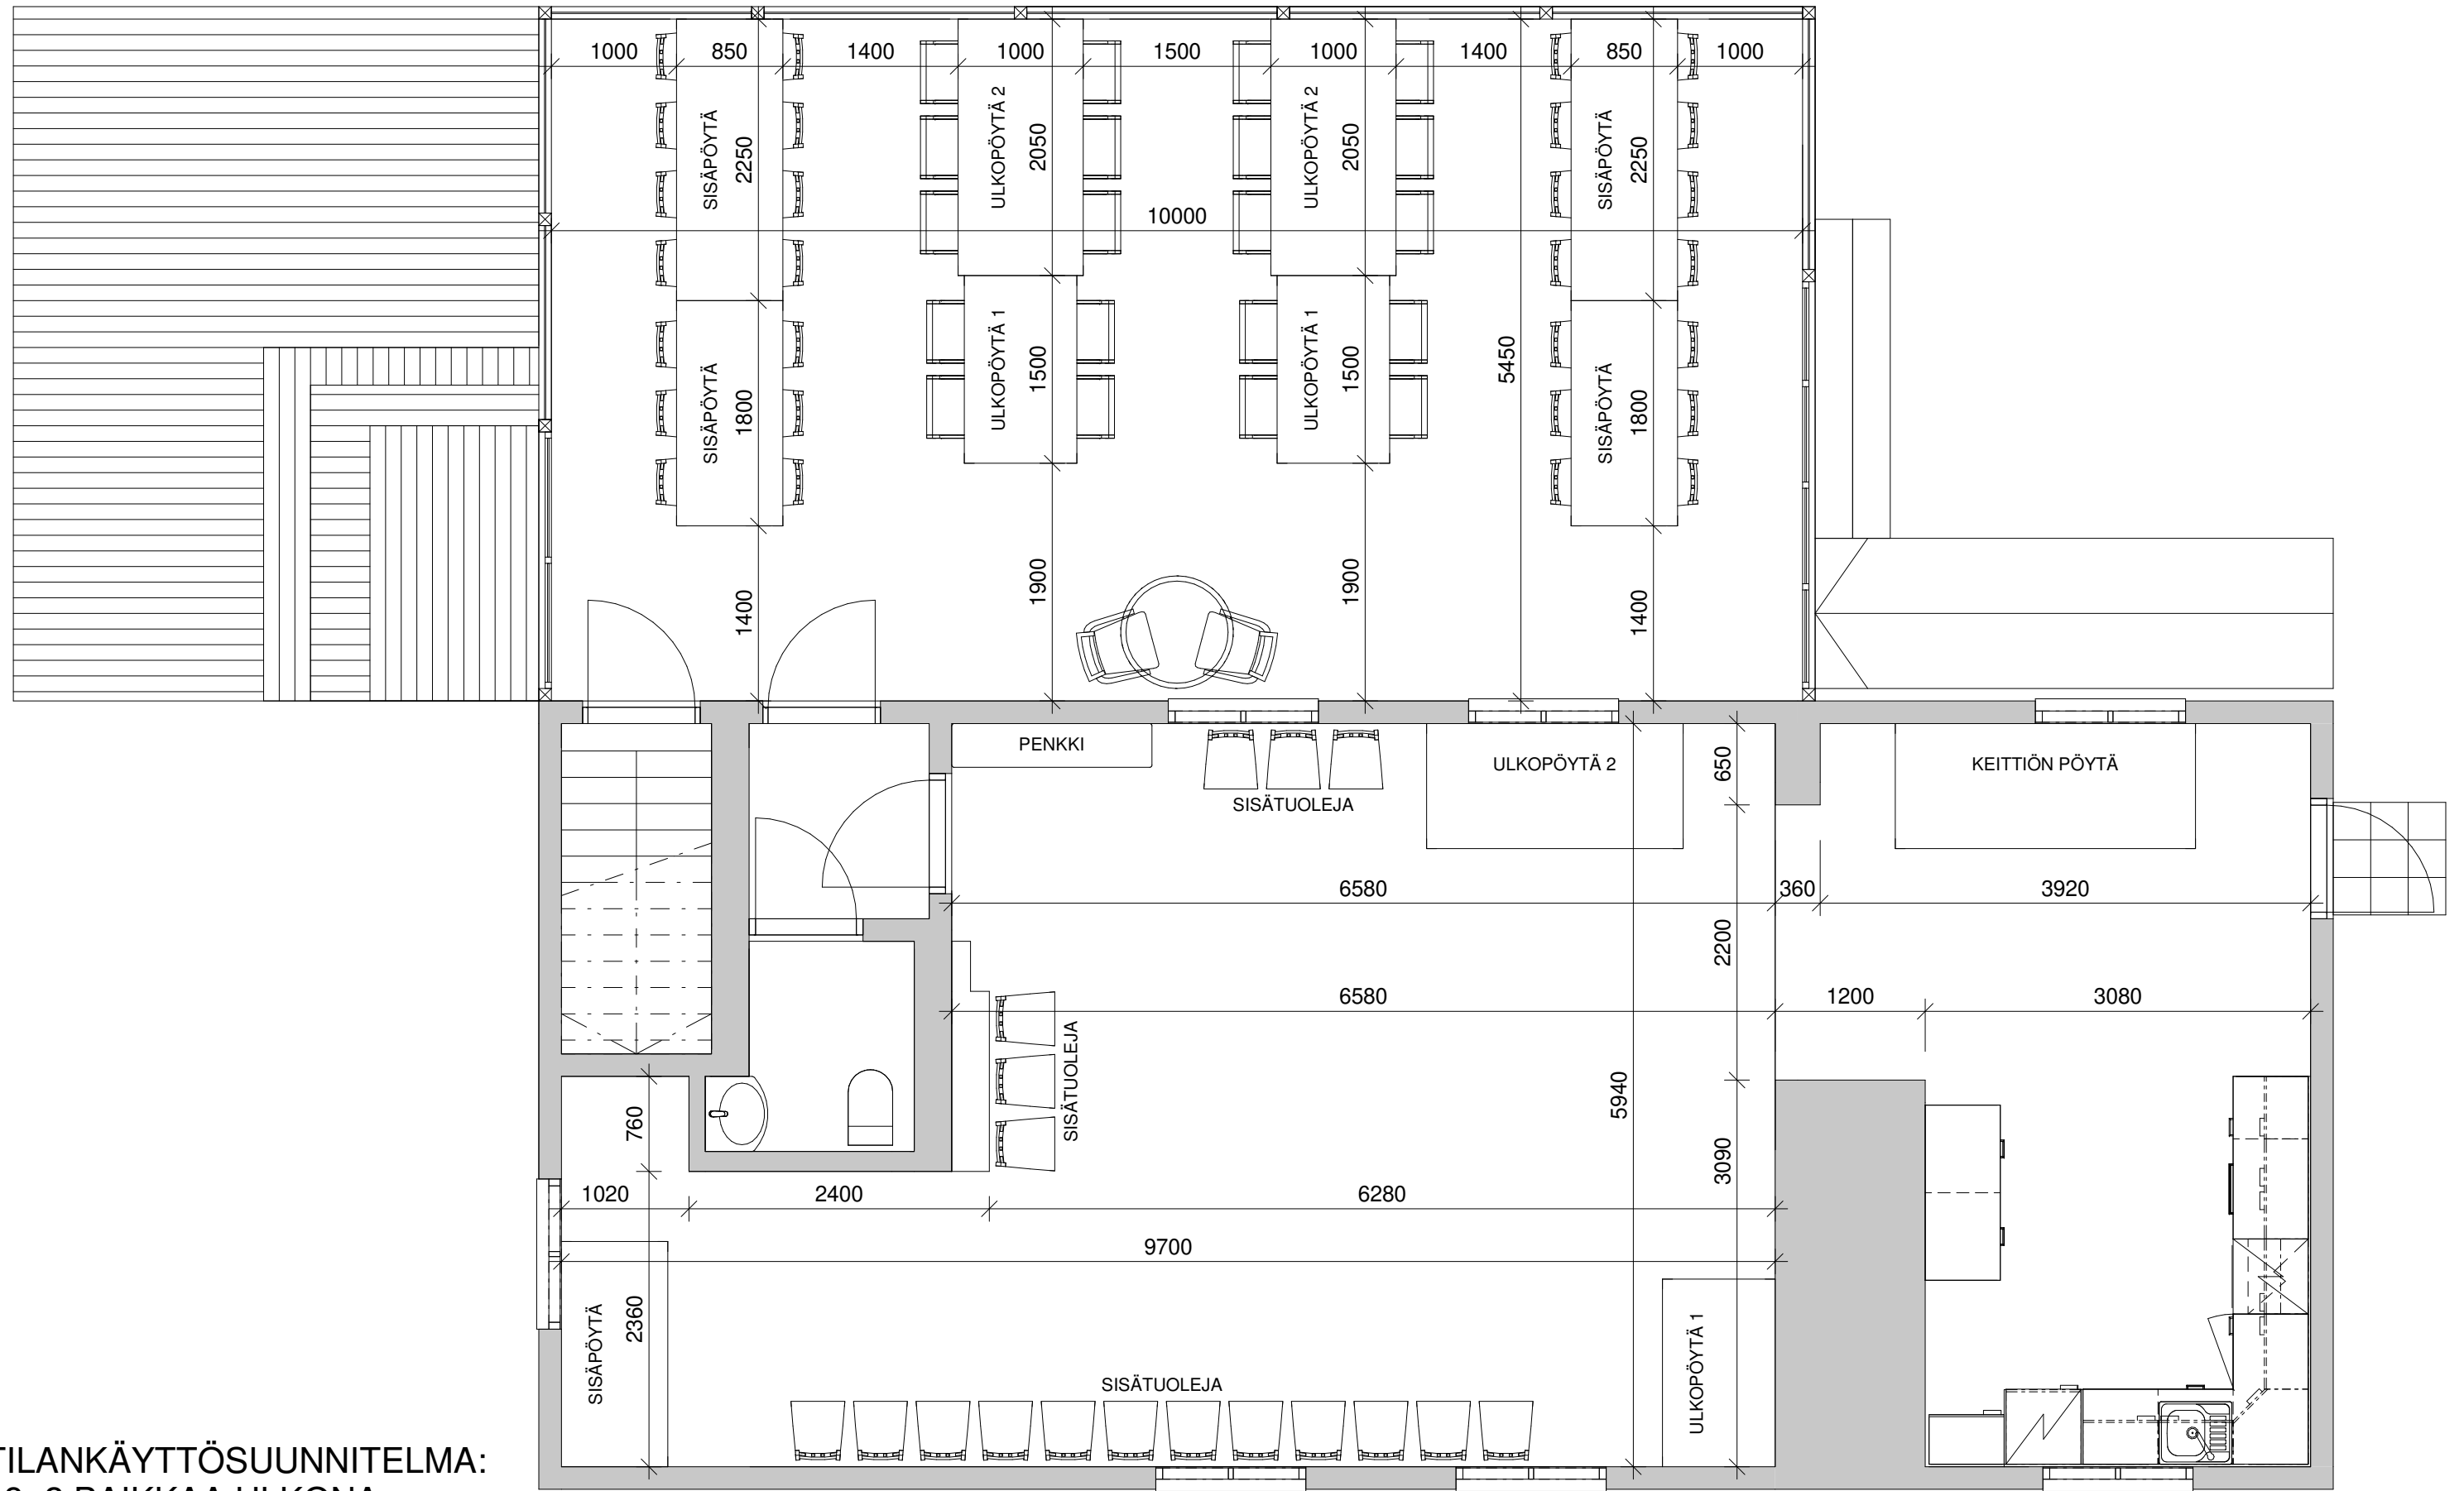 1000 850 1400 1000 1500 1000 1400 850 1000
SISÄPÖYTÄ
2250
ULKOPÖYTÄ 2
2050
ULKOPÖYTÄ 2
2050
SISÄPÖYTÄ
2250
10000
SISÄPÖYTÄ
1800
ULKOPÖYTÄ 1
1500
ULKOPÖYTÄ 1
1500
5450
SISÄPÖYTÄ
1800
1400
1900
1900
1400
PENKKI
SISÄTUOLEJA
ULKOPÖYTÄ 2
650
KEITTIÖN PÖYTÄ
6580 360 3920
2200
6580 1200 3080
SISÄTUOLEJA
760
5940
3090
1020 2400 6280
9700
SISÄPÖYTÄ
2360
SISÄTUOLEJA
ULKOPÖYTÄ 1
TILANKÄYTTÖSUUNNITELMA:
PAIKKAA ULKONA